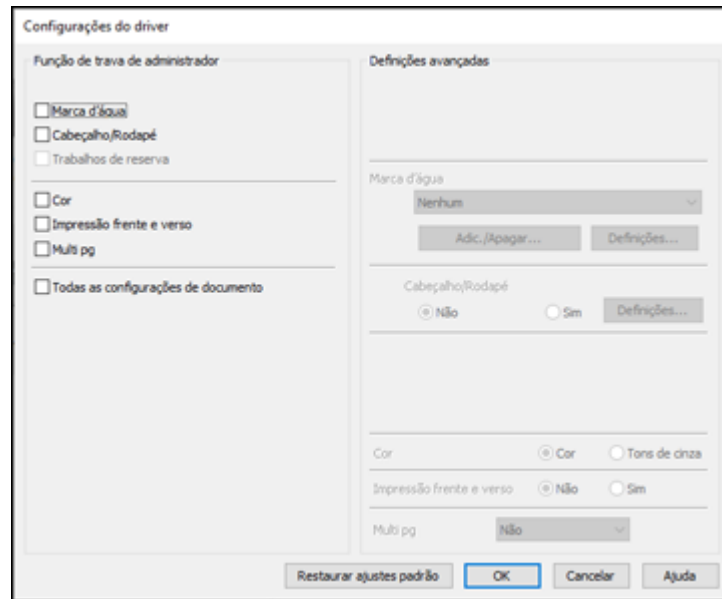 Configurações do driver
Função de trava de administrador
Marca d'água
Cabeçalho/Rodapé
Trabalhos de reserva
Cor
Impressão frente e verso
Multi pg
Todas as configurações de documento
Definições avançadas
Marca d'água
Nenhum
Adic./Apagar... Definições...
Cabeçalho/Rodapé
Não Sim Definições...
Cor Cor Tons de cinza
Impressão frente e verso Não Sim
Multi pg Não
Restaurar ajustes padrão OK Cancelar Ajuda